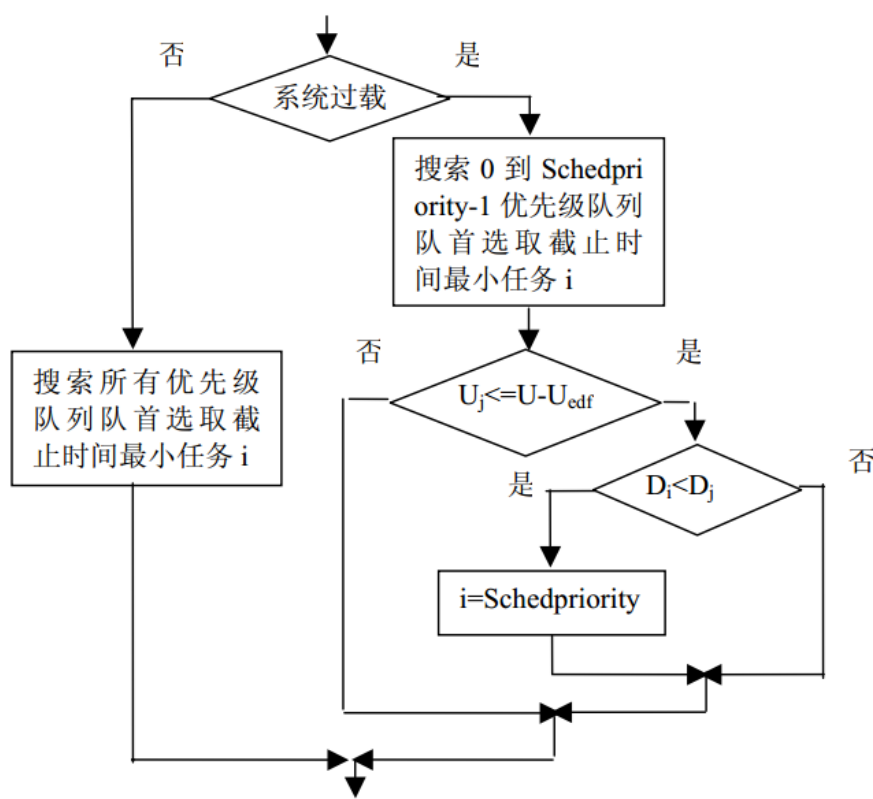 否
是
系统过载
搜索 0 到 Schedpri
ority-1 优先级队列
队首选取截止时
间最小任务 i
否
是
搜索所有优先级
队列队首选取截
止时间最小任务 i
Uj<=U-Uedf
否
是
Di<Dj
i=Schedpriority